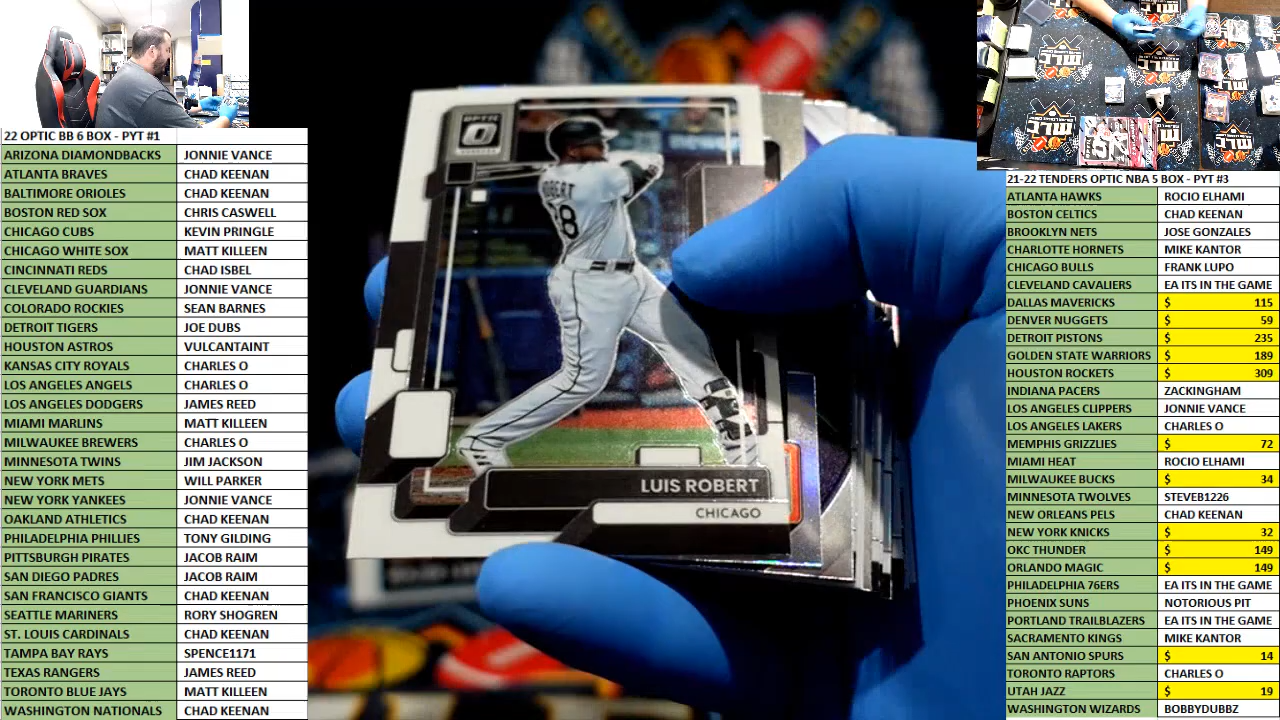 22 OPTIC BB 6 BOX - PYT #1
ARIZONA DIAMONDBACKS JONNIE VANCE
ATLANTA BRAVES CHAD KEENAN
BALTIMORE ORIOLES CHAD KEENAN
BOSTON RED SOX CHRIS CASWELL
CHICAGO CUBS KEVIN PRINGLE
CHICAGO WHITE SOX MATT KILLEEN
CINCINNATI REDS CHAD ISBEL
CLEVELAND GUARDIANS JONNIE VANCE
COLORADO ROCKIES SEAN BARNES
DETROIT TIGERS JOE DUBS
HOUSTON ASTROS VULCANTAINT
KANSAS CITY ROYALS CHARLES O
LOS ANGELES ANGELS CHARLES O
LOS ANGELES DODGERS JAMES REED
MIAMI MARLINS MATT KILLEEN
MILWAUKEE BREWERS CHARLES O
MINNESOTA TWINS JIM JACKSON
NEW YORK METS WILL PARKER
NEW YORK YANKEES JONNIE VANCE
OAKLAND ATHLETICS CHAD KEENAN
PHILADELPHIA PHILLIES TONY GILDING
PITTSBURGH PIRATES JACOB RAIM
SAN DIEGO PADRES JACOB RAIM
SAN FRANCISCO GIANTS CHAD KEENAN
SEATTLE MARINERS RORY SHOGREN
ST. LOUIS CARDINALS CHAD KEENAN
TAMPA BAY RAYS SPENCE1171
TEXAS RANGERS JAMES REED
TORONTO BLUE JAYS MATT KILLEEN
WASHINGTON NATIONALS CHAD KEENAN
OPTIC
LUIS ROBERT
CHICAGO
21-22 TENDERS OPTIC NBA 5 BOX - PYT #3
ATLANTA HAWKS ROCIO ELHAMI
BOSTON CELTICS CHAD KEENAN
BROOKLYN NETS JOSE GONZALES
CHARLOTTE HORNETS MIKE KANTOR
CHICAGO BULLS FRANK LUPO
CLEVELAND CAVALIERS EA ITS IN THE GAME
DALLAS MAVERICKS $ 115
DENVER NUGGETS $ 59
DETROIT PISTONS $ 235
GOLDEN STATE WARRIORS $ 189
HOUSTON ROCKETS $ 309
INDIANA PACERS ZACKINGHAM
LOS ANGELES CLIPPERS JONNIE VANCE
LOS ANGELES LAKERS CHARLES O
MEMPHIS GRIZZLIES $ 72
MIAMI HEAT ROCIO ELHAMI
MILWAUKEE BUCKS $ 34
MINNESOTA TWOLVES STEVEB1226
NEW ORLEANS PELS CHAD KEENAN
NEW YORK KNICKS $ 32
OKC THUNDER $ 149
ORLANDO MAGIC $ 149
PHILADELPHIA 76ERS EA ITS IN THE GAME
PHOENIX SUNS NOTORIOUS PIT
PORTLAND TRAILBLAZERS EA ITS IN THE GAME
SACRAMENTO KINGS MIKE KANTOR
SAN ANTONIO SPURS $ 14
TORONTO RAPTORS CHARLES O
UTAH JAZZ $ 19
WASHINGTON WIZARDS BOBBYDUBBZ